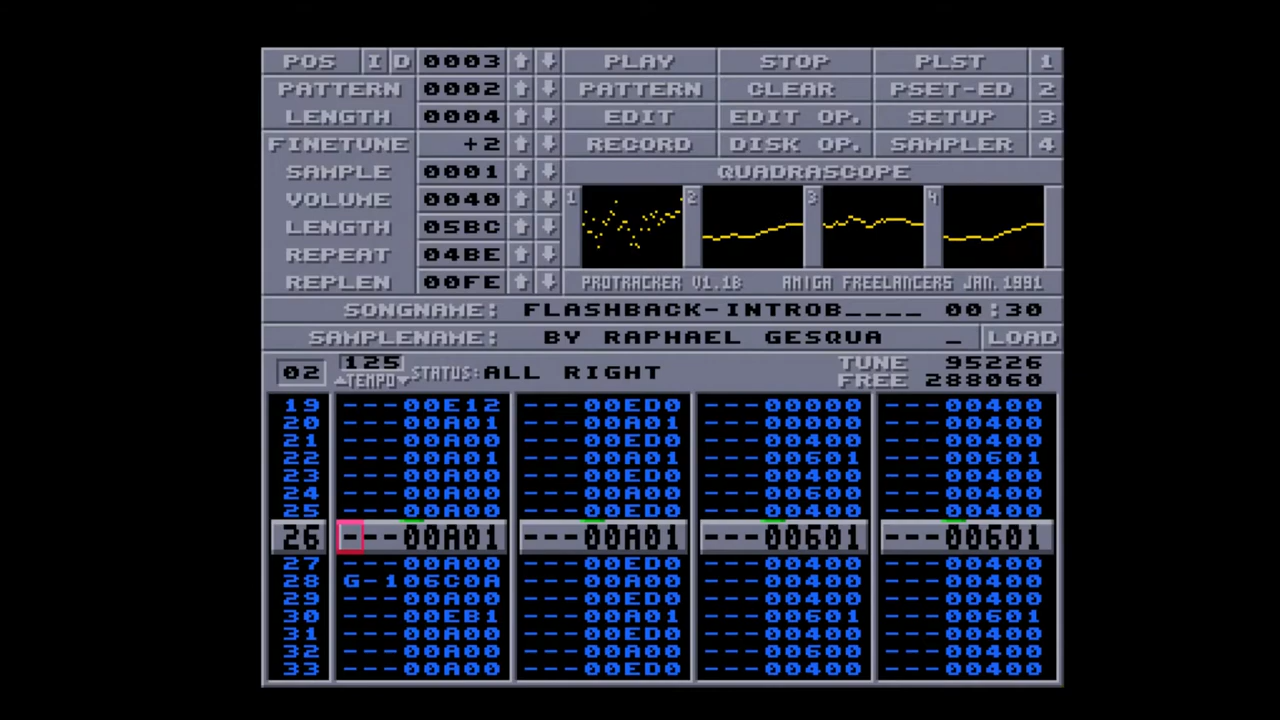 POS I D 0003 PLAY STOP PLST 1
PATTERN 0002 PATTERN CLEAR PSET-ED 2
LENGTH 0004 EDIT EDIT OP. SETUP 3
FINETUNE +2 RECORD DISK OP. SAMPLER 4
SAMPLE 0001 QUADRASCOPE
VOLUME 0040 1 2 3 4
LENGTH 05BC
REPEAT 04BE
REPLEN 00FE PROTRACKER V1.1B AMIGA FREELANCERS JAN.1991
SONGNAME: FLASHBACK-INTROB____ 00:30
SAMPLENAME: BY RAPHAEL GESQUA _ LOAD
02 125 TEMPO STATUS:ALL RIGHT TUNE 95226
FREE 288060
19 ---00E12 ---00ED0 ---00000 ---00400
20 ---00A01 ---00A01 ---00400 ---00400
21 ---00A00 ---00ED0 ---00400 ---00400
22 ---00A01 ---00A01 ---00601 ---00601
23 ---00A00 ---00ED0 ---00400 ---00400
24 ---00A00 ---00ED0 ---00600 ---00400
25 ---00A00 ---00ED0 ---00400 ---00400
26 ---00A01 ---00A01 ---00601 ---00601
27 ---00A00 ---00ED0 ---00400 ---00400
28 G-106C0A ---00ED0 ---00400 ---00400
29 ---00A00 ---00ED0 ---00400 ---00400
30 ---00EB1 ---00A01 ---00601 ---00601
31 ---00A00 ---00ED0 ---00400 ---00400
32 ---00A00 ---00ED0 ---00600 ---00400
33 ---00A00 ---00ED0 ---00400 ---00400